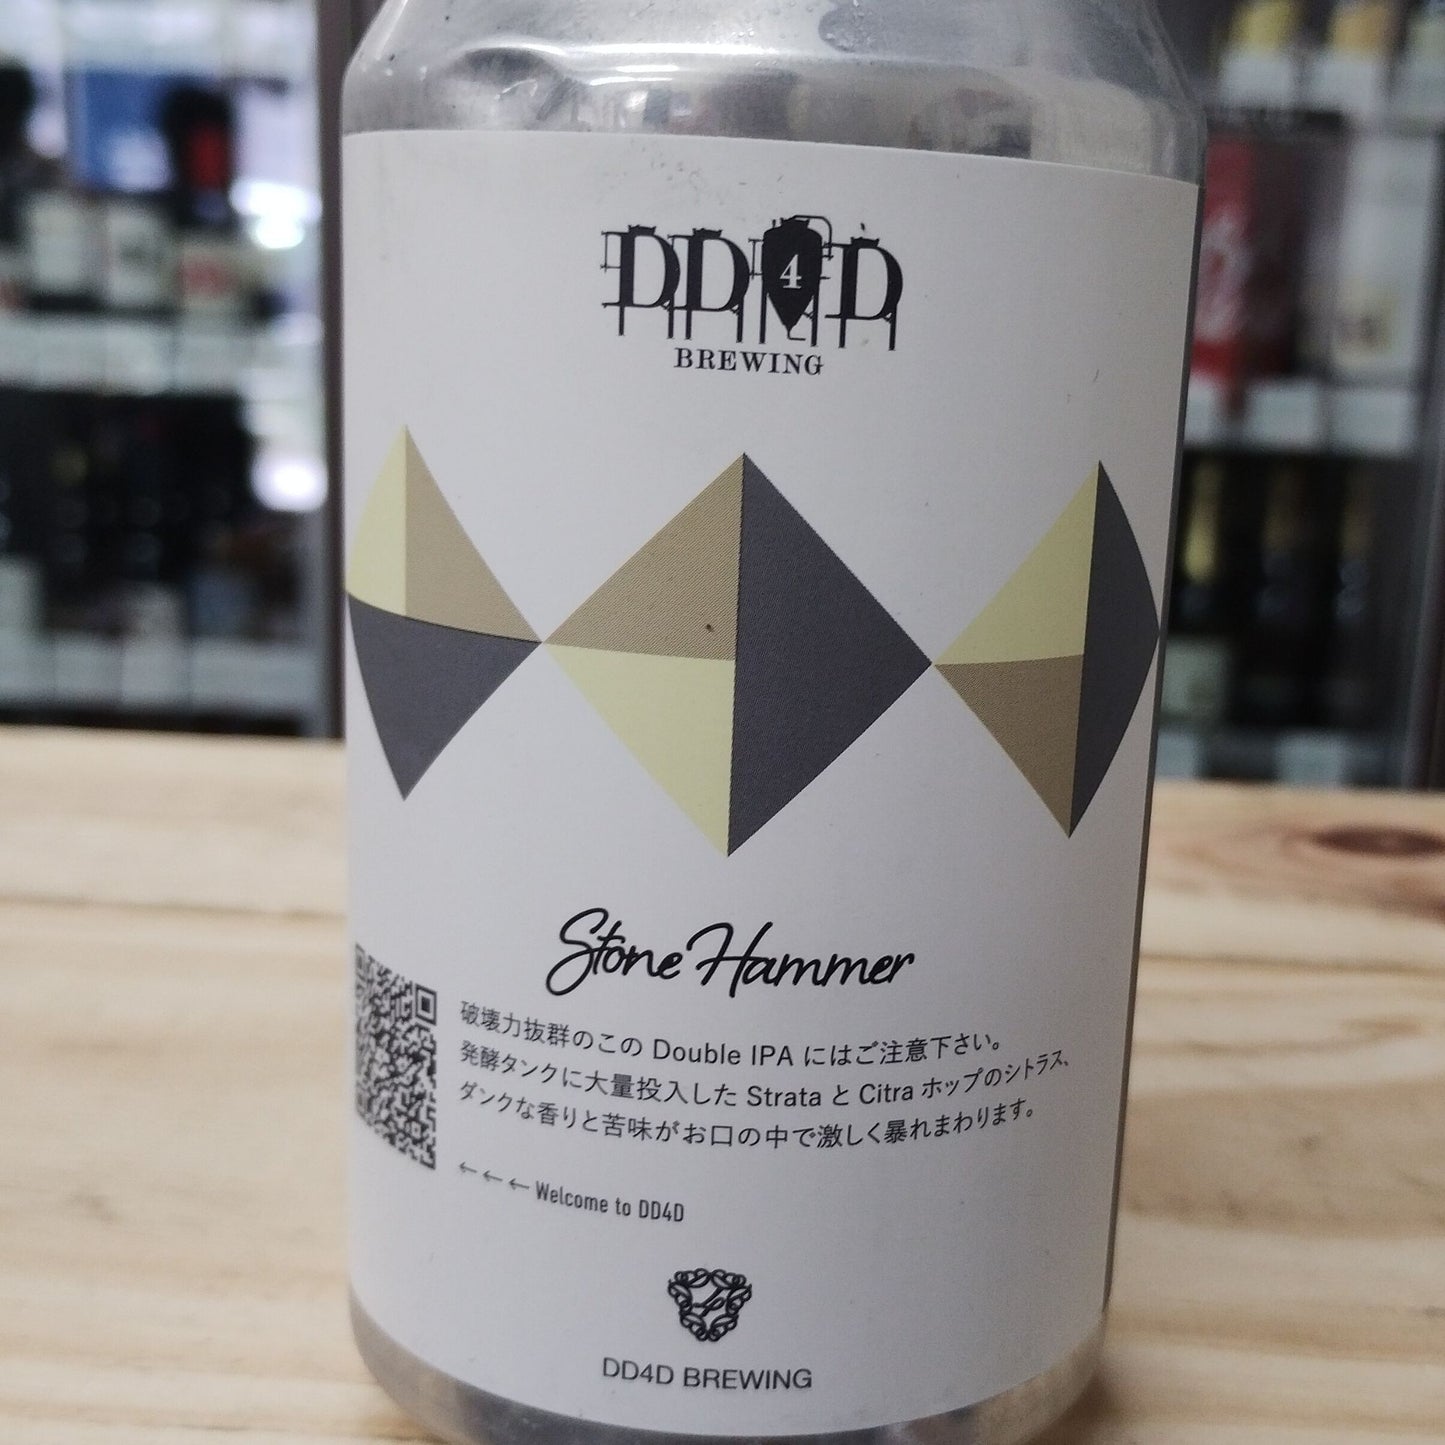 DD4D
BREWING
Stone Hammer
破壊力抜群のこの Double IPA にはご注意下さい。
発酵タンクに大量投入した Strata と Citra ホップのシトラス、
ダンクな香りと苦味がお口の中で激しく暴れまわります。
←←← Welcome to DD4D
DD4D BREWING